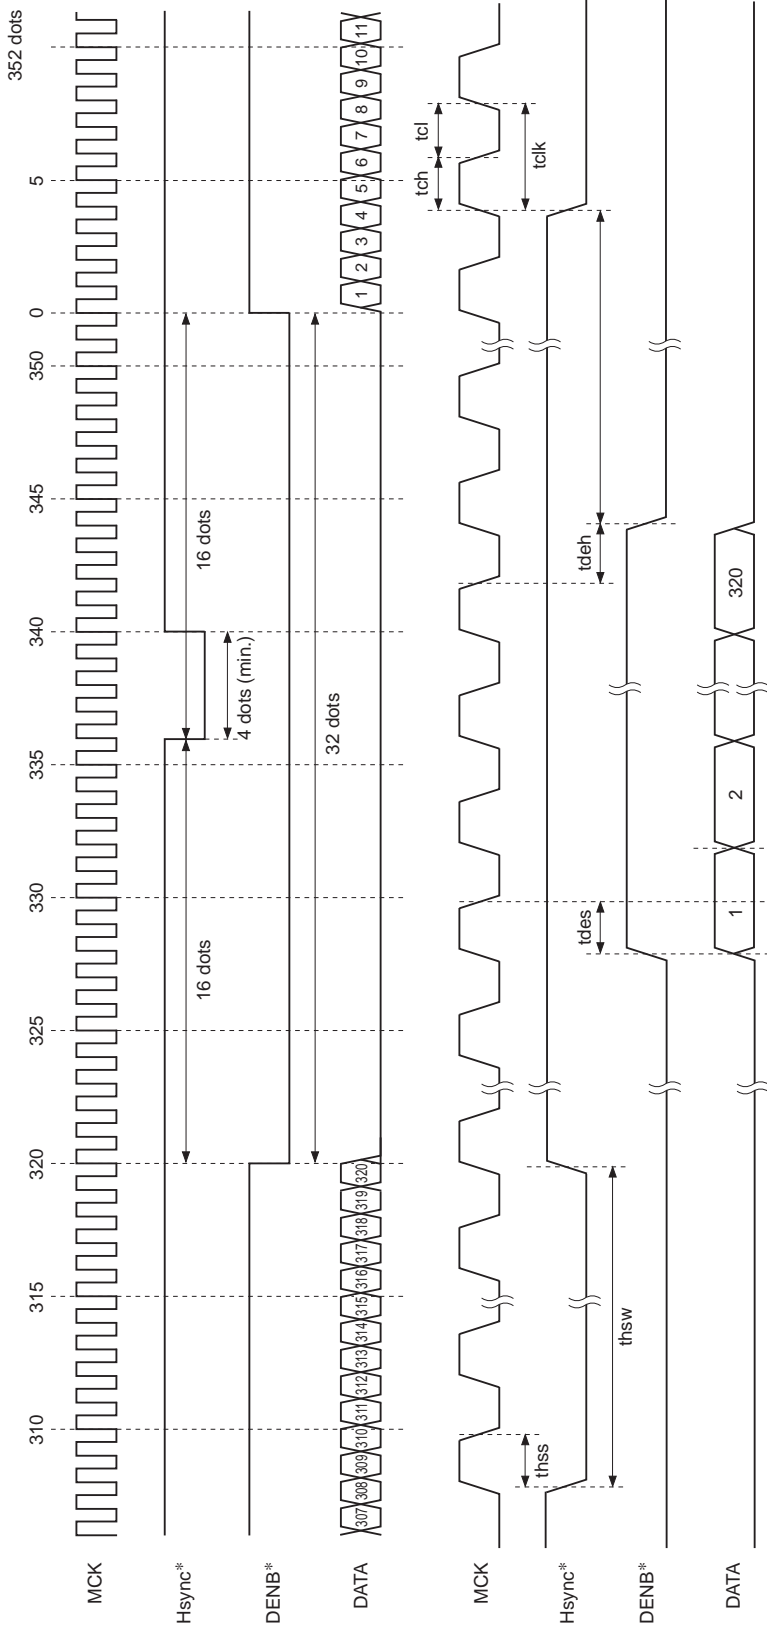 352 dots
310
315
320
325
330
335
340
345
350
0
5
MCK
Hsync*
16 dots
16 dots
4 dots (min.)
DENB*
32 dots
DATA
307 308 309 310 311 312 313 314 315 316 317 318 319 320
1 2 3 4 5 6 7 8 9 10 11
tch
tcl
MCK
thss
tclk
Hsync*
tdes
tdeh
thsw
DENB*
DATA
1
2
320